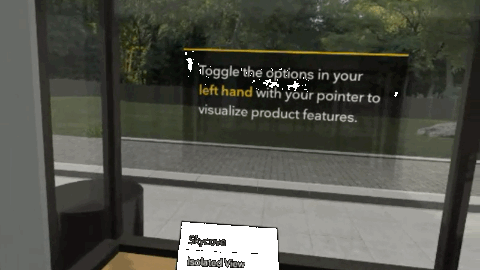 Toggle the options in your
left hand with your pointer to
visualize product features.
Skycove
Isolated View